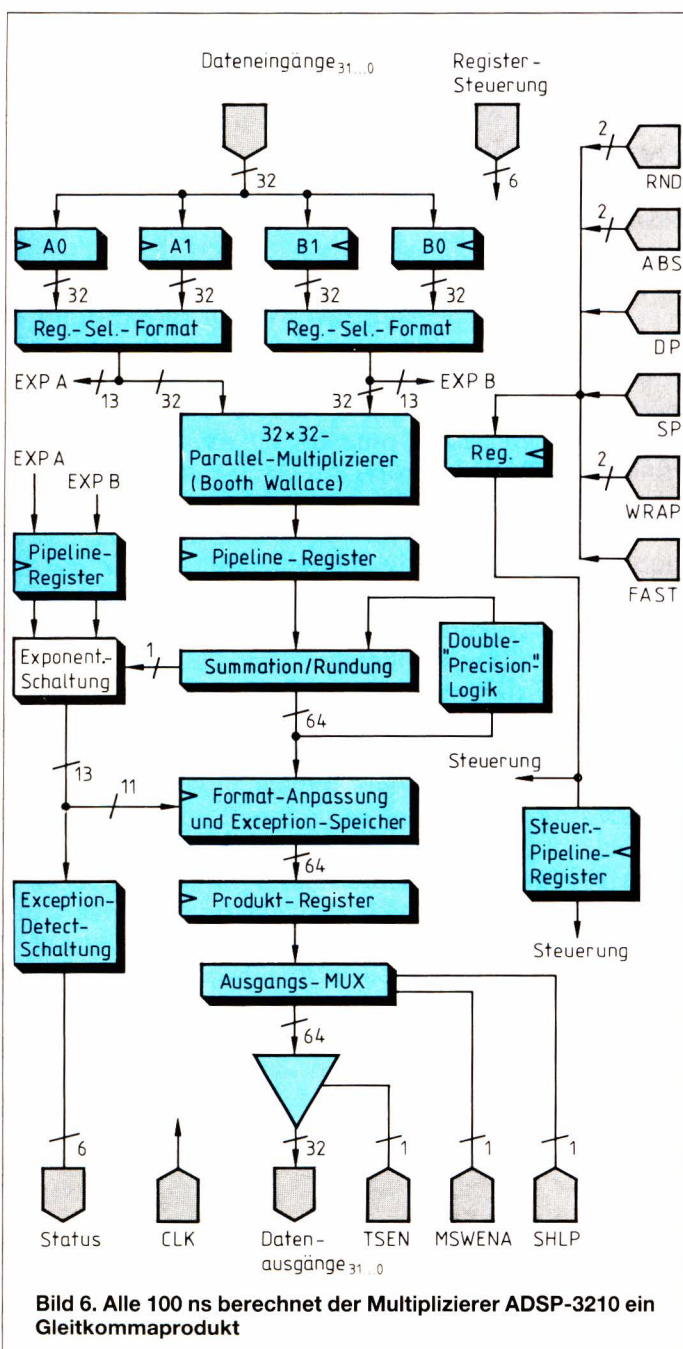 Dateneingänge31...0
Register-
Steuerung
32
6
2
RND
2
ABS
DP
SP
2
WRAP
FAST
A0
A1
B1
B0
32
32
32
32
Reg.-Sel.-Format
Reg.-Sel.-Format
EXP A
13
32
32
13
EXP B
32×32-
Parallel-Multiplizierer
(Booth Wallace)
Reg.
EXP A
EXP B
Pipeline-
Register
Pipeline-Register
Exponent.-
Schaltung
1
Summation/Rundung
"Double-
Precision"-
Logik
64
13
11
Format-Anpassung
und Exception-Speicher
Steuerung
Steuer.-
Pipeline-
Register
Steuerung
64
Exception-
Detect-
Schaltung
Produkt-Register
Ausgangs-MUX
64
6
32
1
1
1
Status
CLK
Daten-
ausgänge31...0
TSEN
MSWENA
SHLP
Bild 6. Alle 100 ns berechnet der Multiplizierer ADSP-3210 ein
Gleitkommaprodukt